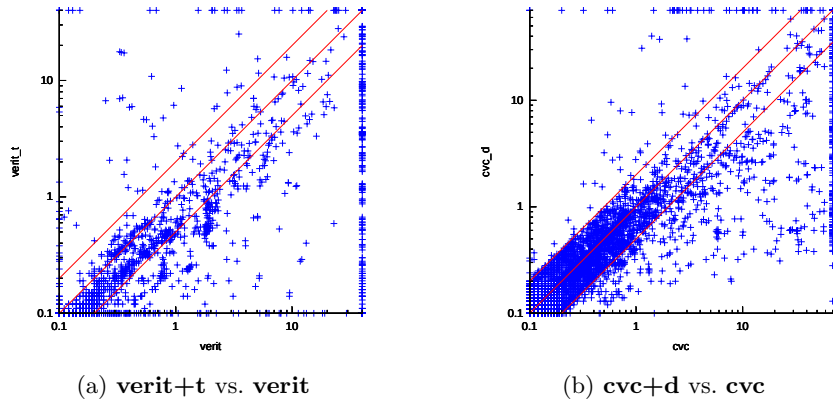 verit_t
10
1
0.1
0.1
1
10
verit
cvc_d
10
1
0.1
0.1
1
10
cvc
(a) verit+t vs. verit
(b) cvc+d vs. cvc